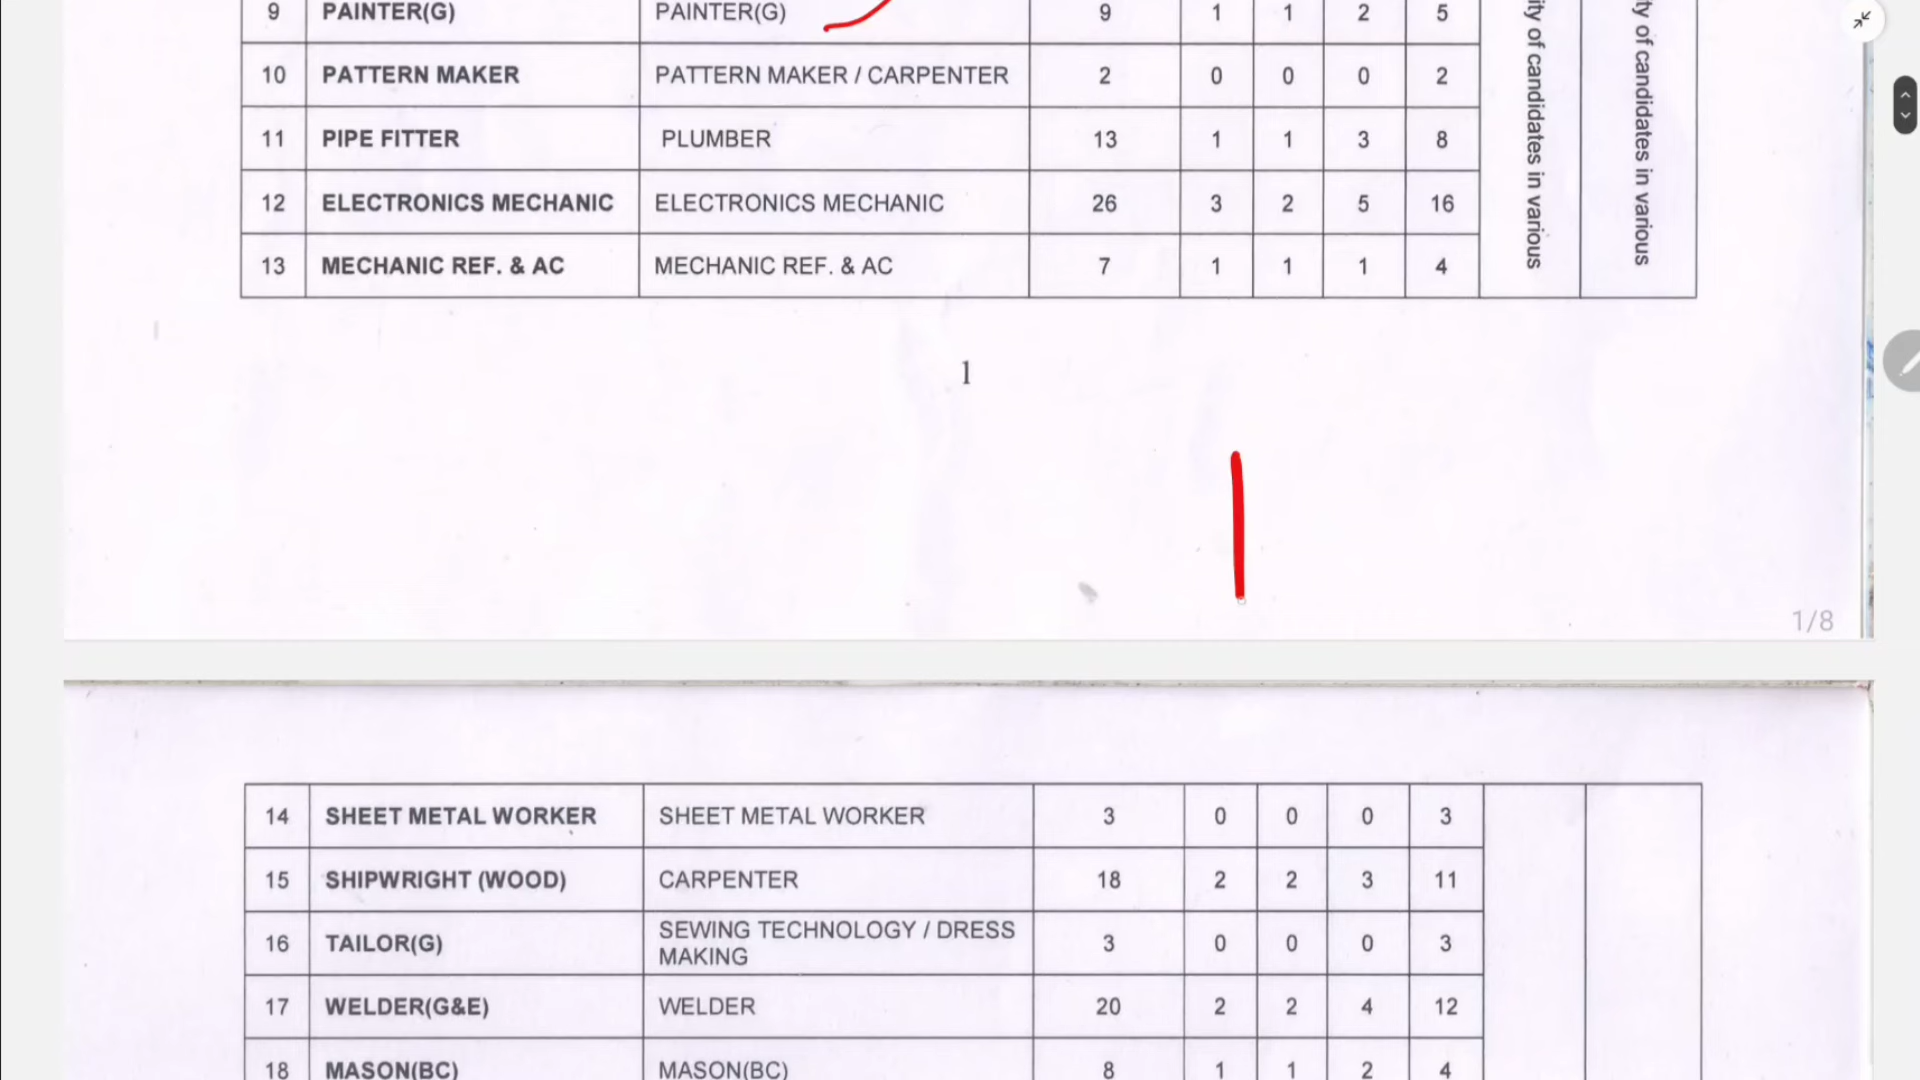 9 PAINTER(G) PAINTER(G) 9 1 1 2 5
10 PATTERN MAKER PATTERN MAKER / CARPENTER 2 0 0 0 2
11 PIPE FITTER PLUMBER 13 1 1 3 8
12 ELECTRONICS MECHANIC ELECTRONICS MECHANIC 26 3 2 5 16
13 MECHANIC REF. & AC MECHANIC REF. & AC 7 1 1 1 4
of candidates in various
of candidates in various
1
1/8
14 SHEET METAL WORKER SHEET METAL WORKER 3 0 0 0 3
15 SHIPWRIGHT (WOOD) CARPENTER 18 2 2 3 11
16 TAILOR(G) SEWING TECHNOLOGY / DRESS
MAKING 3 0 0 0 3
17 WELDER(G&E) WELDER 20 2 2 4 12
18 MASON(BC) MASON(BC) 8 1 1 2 4